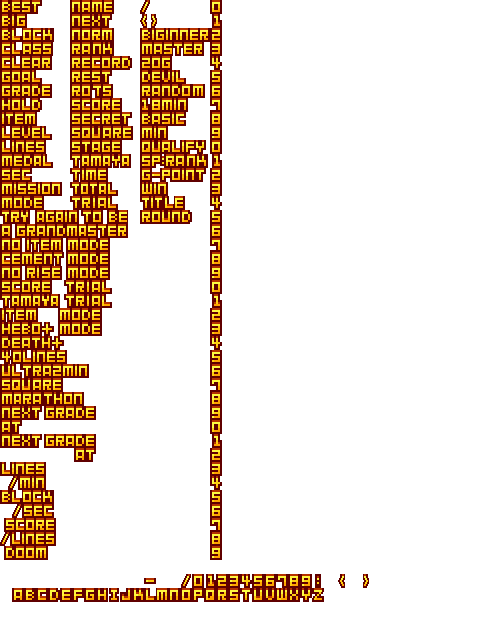 BEST NAME / 0
BIG NEXT {} 1
BLOCK NORM BIGINNER 2
CLASS RANK MASTER 3
CLEAR RECORD 20G 4
GOAL REST DEVIL 5
GRADE ROTS RANDOM 6
HOLD SCORE 18MIN 7
ITEM SECRET BASIC 8
LEVEL SQUARE MIN 9
LINES STAGE QUALIFY 0
MEDAL TAMAYA SP:RANK 1
SEC TIME G-POINT 2
MISSION TOTAL WIN 3
MODE TRIAL TITLE 4
TRY AGAIN TO BE ROUND 5
A GRANDMASTER 6
NO ITEM MODE 7
CEMENT MODE 8
NO RISE MODE 9
SCORE TRIAL 0
TAMAYA TRIAL 1
ITEM MODE 2
HEBO+ MODE 3
DEATH+ 4
40LINES 5
ULTRA2MIN 6
SQUARE 7
MARATHON 8
NEXT GRADE 9
AT 0
NEXT GRADE 1
AT 2
LINES 3
/MIN 4
BLOCK 5
/SEC 6
SCORE 7
/LINES 8
DOOM 9
- /0123456789: { }
ABCDEFGHIJKLMNOPQRSTUVWXYZ